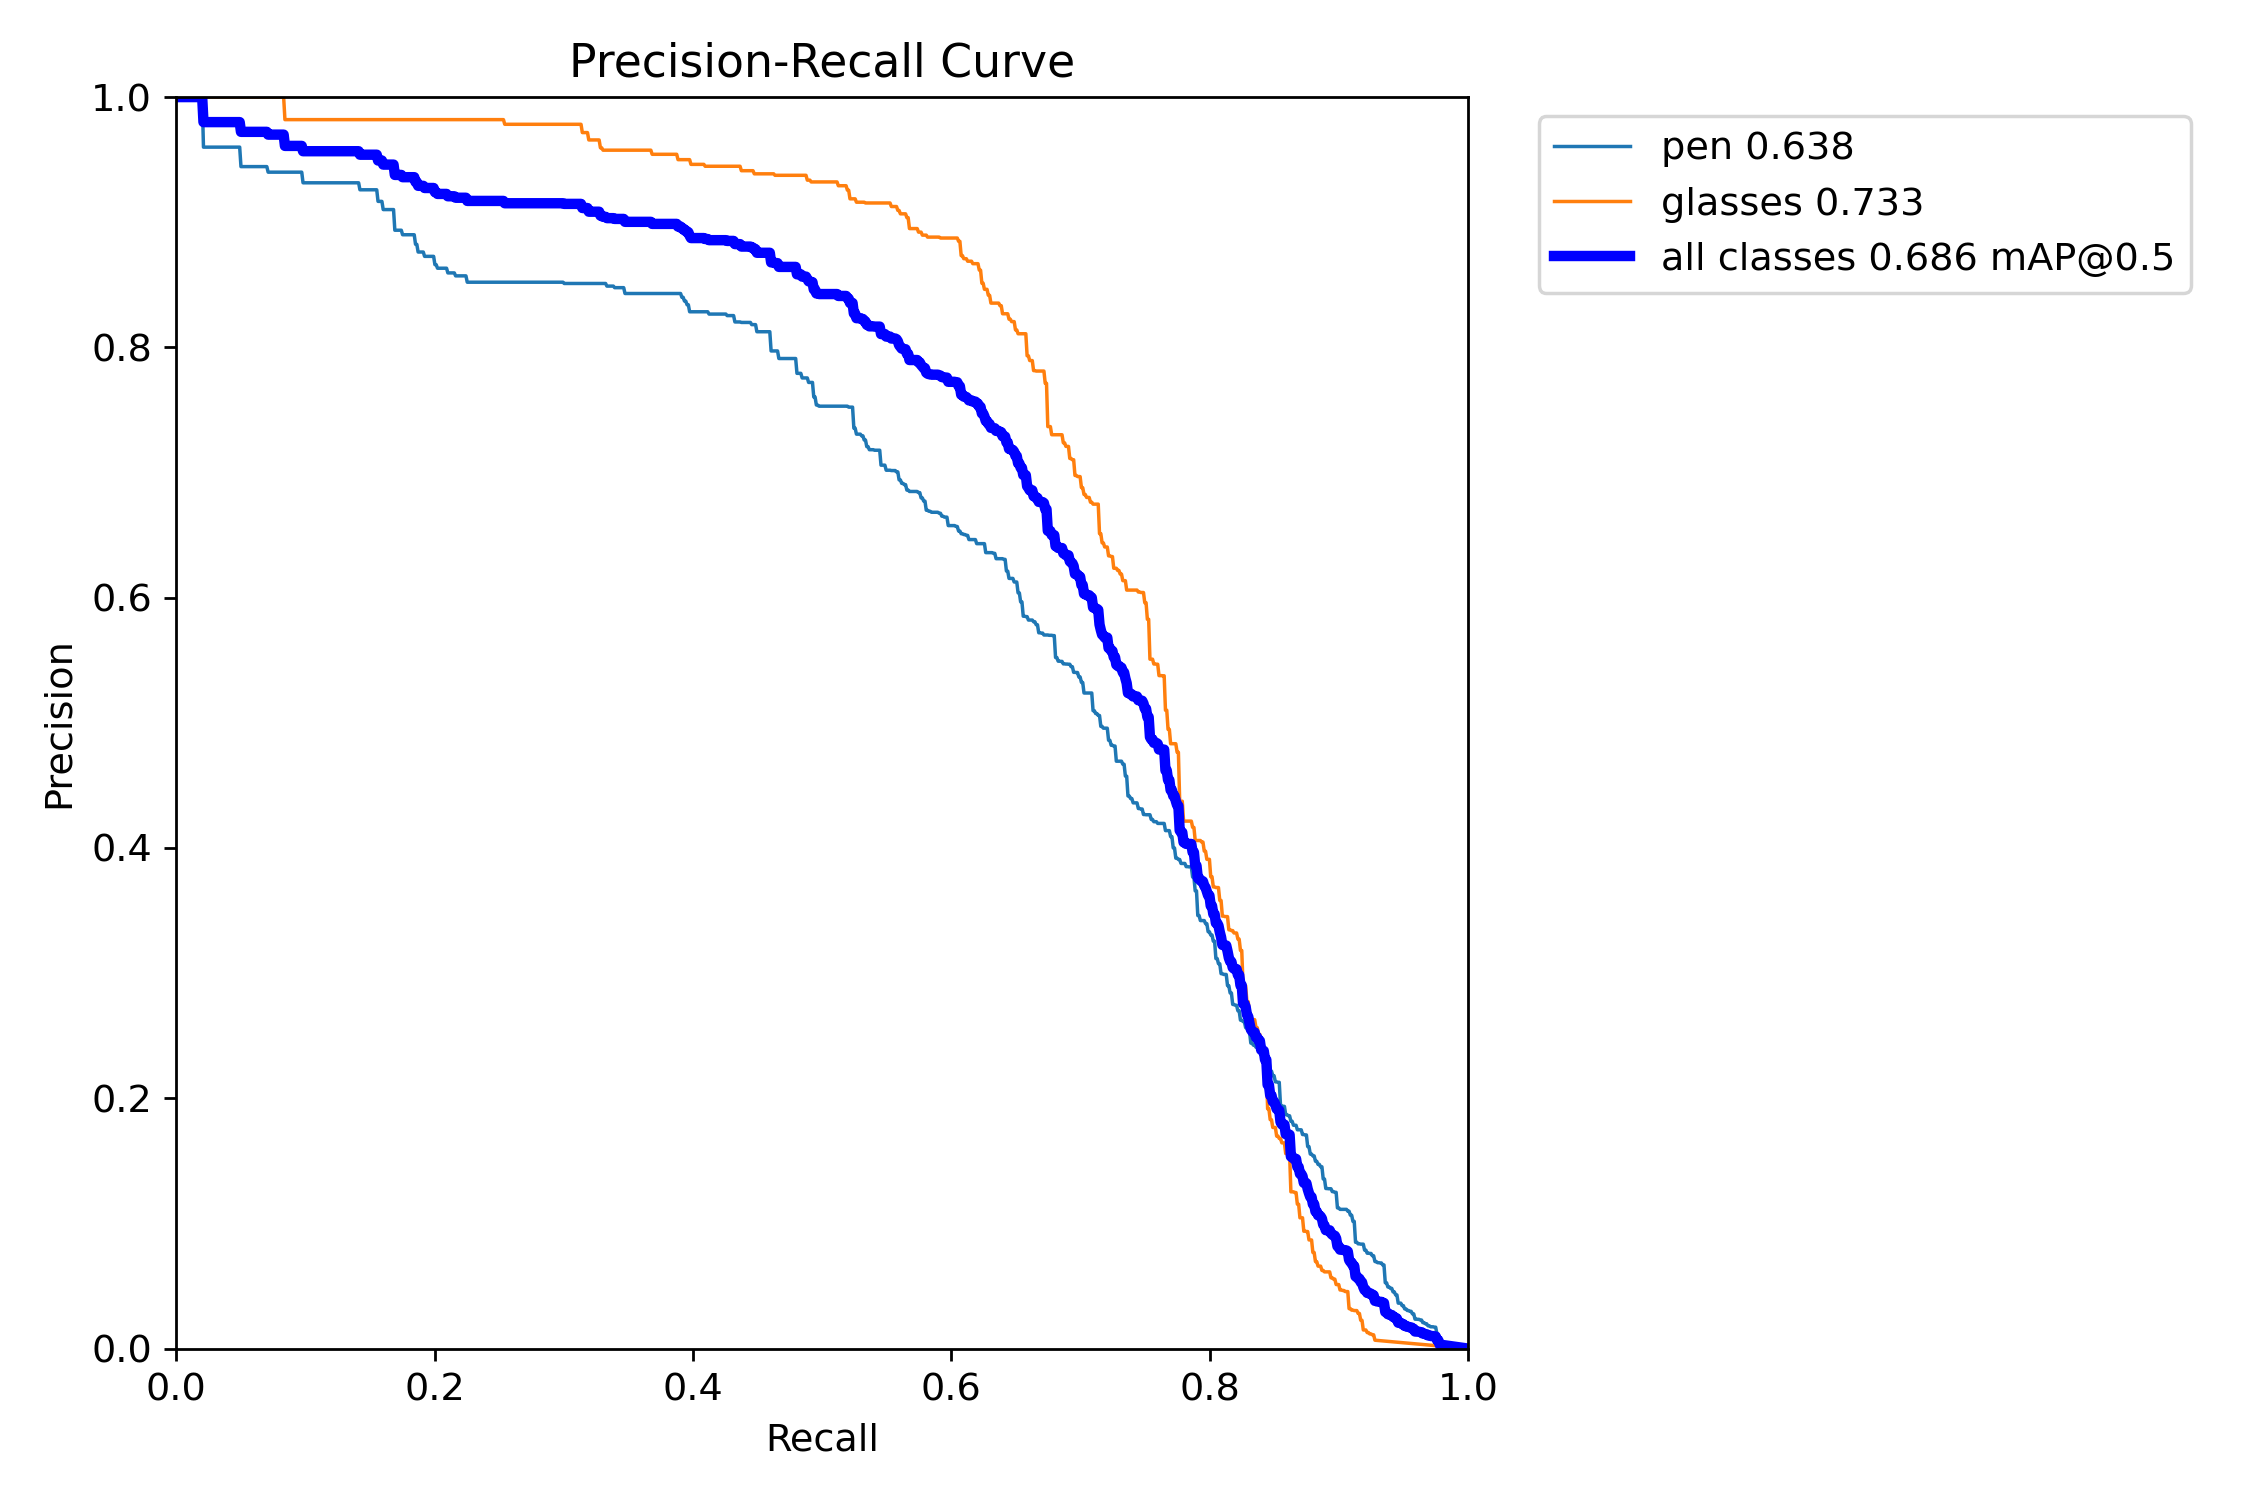 Precision-Recall Curve
1.0
0.8
0.6
0.4
0.2
0.0
Precision
0.0 0.2 0.4 0.6 0.8 1.0
Recall
pen 0.638
glasses 0.733
all classes 0.686 mAP@0.5